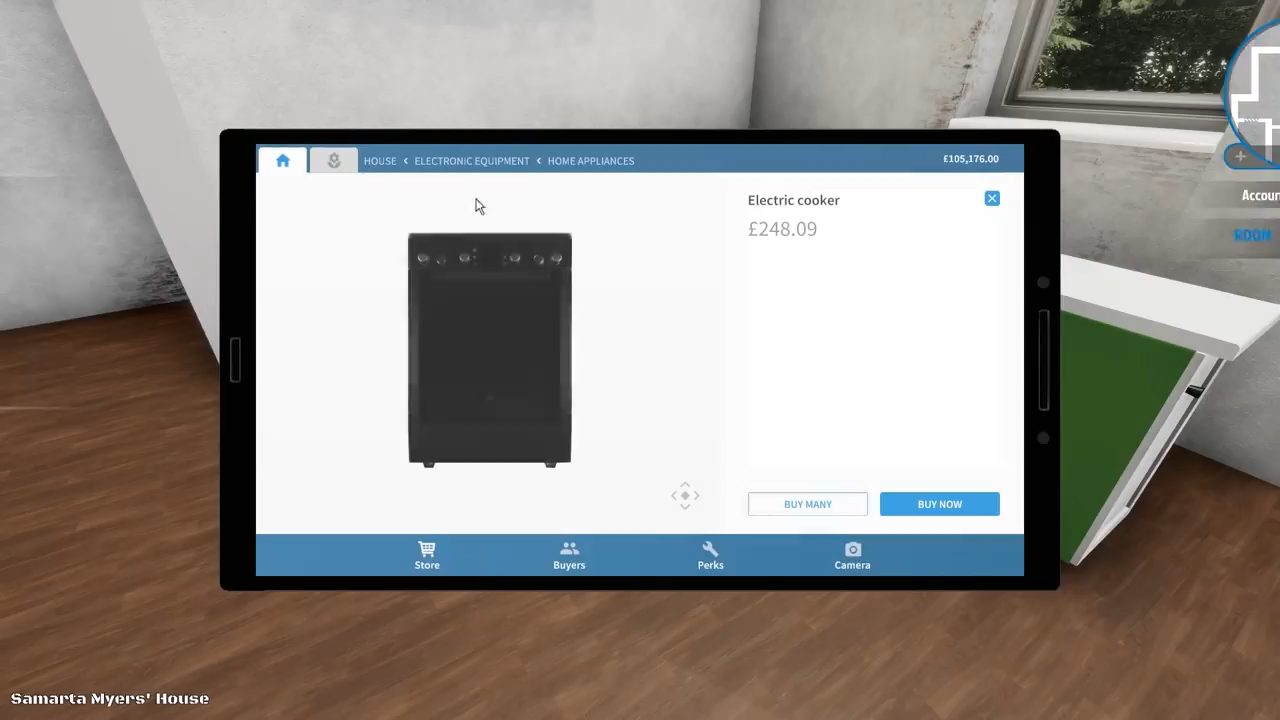 HOUSE < ELECTRONIC EQUIPMENT < HOME APPLIANCES
£105,176.00
Electric cooker
£248.09
BUY MANY
BUY NOW
Store
Buyers
Perks
Camera
Accoun
ROOM
Samarta Myers' House